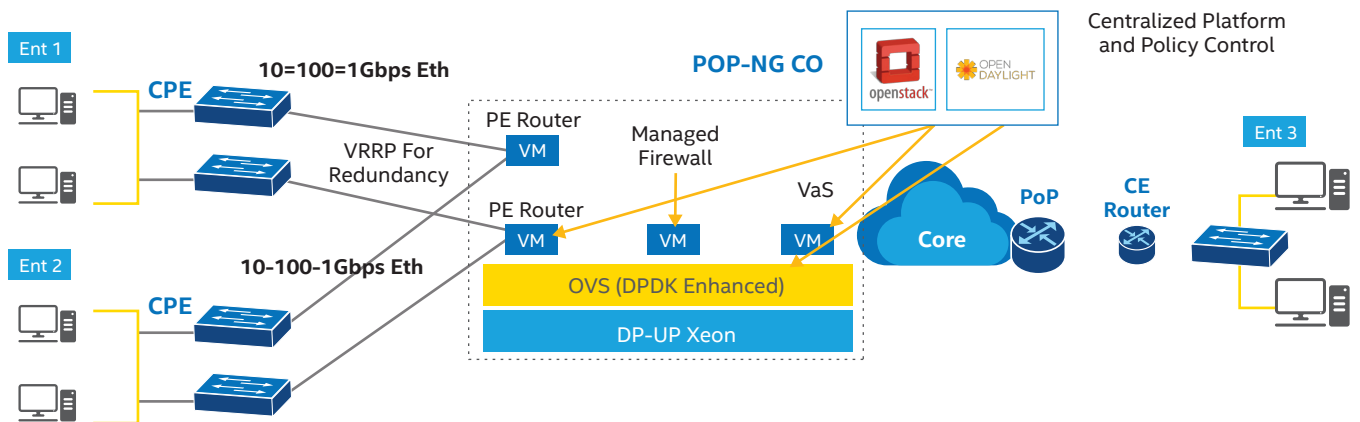 Ent 1
CPE
10=100=1Gbps Eth
VRRP For
Redundancy
Ent 2
CPE
10-100-1Gbps Eth
POP-NG CO
PE Router
VM
PE Router
VM
Managed
Firewall
VM
VaS
VM
OVS (DPDK Enhanced)
DP-UP Xeon
openstack™
OPEN
DAYLIGHT
Centralized Platform
and Policy Control
Core
PoP
CE
Router
Ent 3